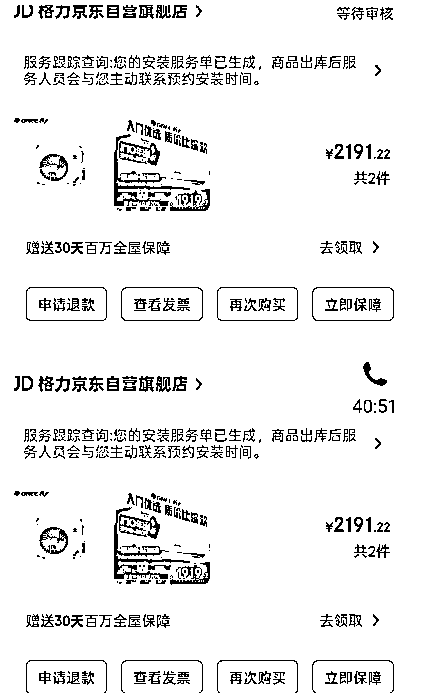 JD 格力京东自营旗舰店 >
等待审核
服务跟踪查询:您的安装服务单已生成，商品出库后服
务人员会与您主动联系预约安装时间。
入门优选 质价比爆款
¥2191.22
共2件
1919
赠送30天百万全屋保障
去领取 >
申请退款
查看发票
再次购买
立即保障
JD 格力京东自营旗舰店 >
40:51
服务跟踪查询:您的安装服务单已生成，商品出库后服
务人员会与您主动联系预约安装时间。
入门优选 质价比爆款
¥2191.22
共2件
1919
赠送30天百万全屋保障
去领取 >
申请退款
查看发票
再次购买
立即保障